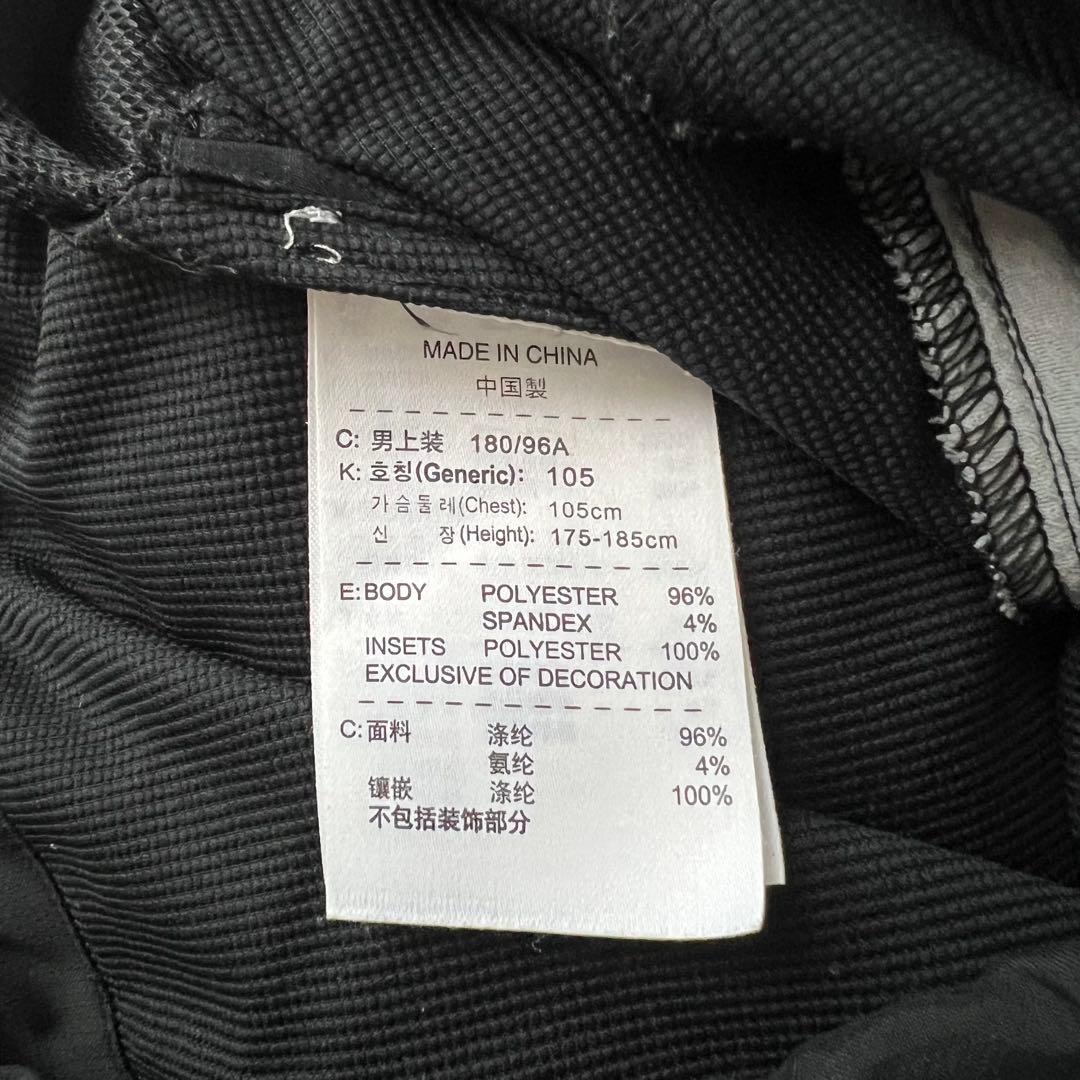 MADE IN CHINA
中国製
C: 男上装 180/96A
K: 호칭(Generic): 105
가슴둘레(Chest): 105cm
신 장(Height): 175-185cm
E: BODY POLYESTER 96%
SPANDEX 4%
INSETS POLYESTER 100%
EXCLUSIVE OF DECORATION
C: 面料 涤纶 96%
氨纶 4%
镶嵌 涤纶 100%
不包括装饰部分